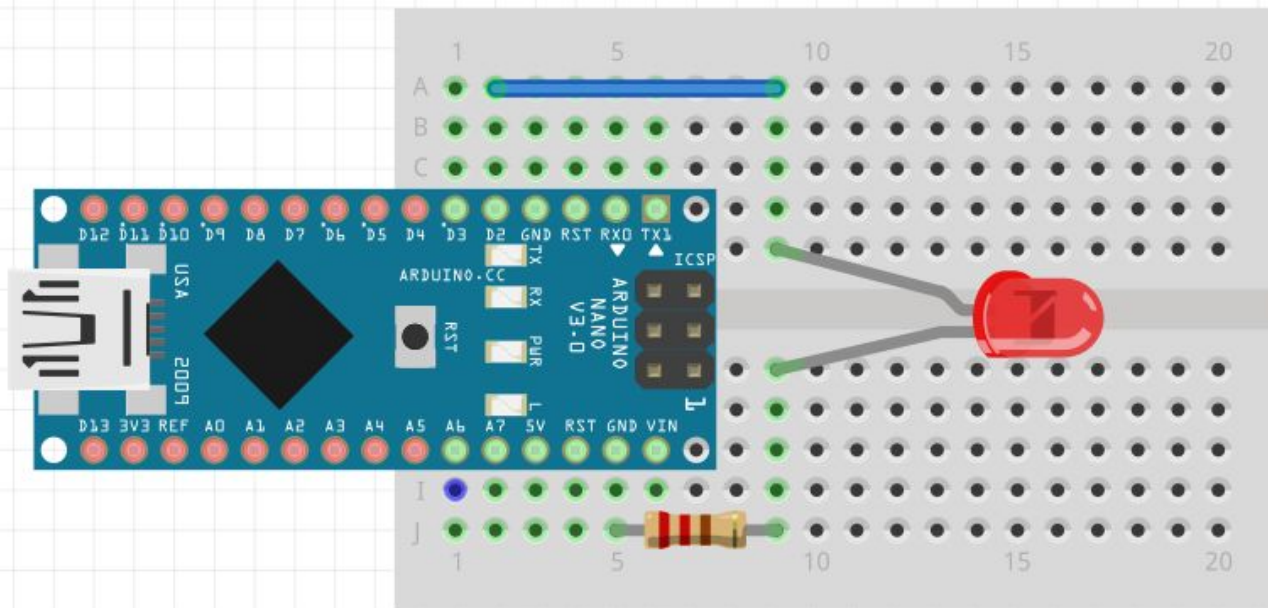 1 5 10 15 20
A
B
C
D12 D11 D10 D9 D8 D7 D6 D5 D4 D3 D2 GND RST RX0 TX1
TX
ICSP
USA
ARDUINO.CC
RX
ARDUINO
NANO
V3.0
RST
PWR
2009
L
1
D13 3V3 REF A0 A1 A2 A3 A4 A5 A6 A7 5V RST GND VIN
I
J
1 5 10 15 20